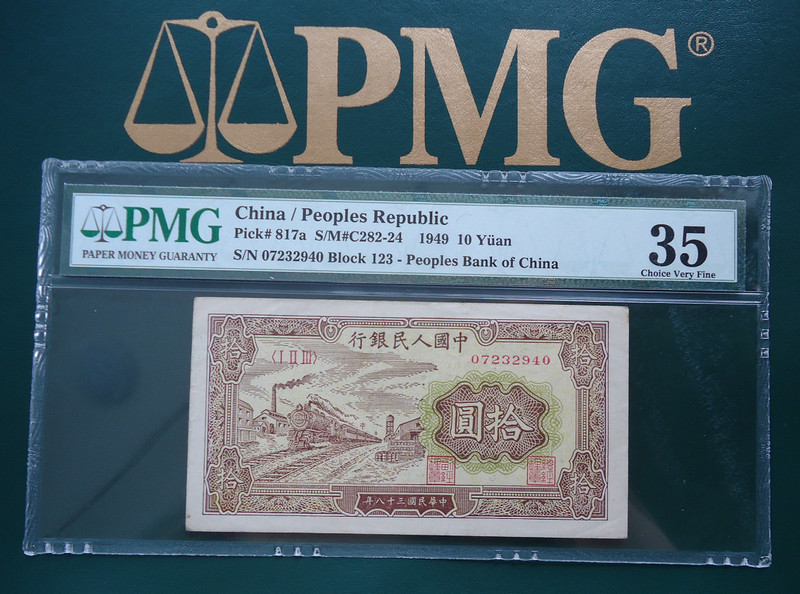 PMG®
PMG
PAPER MONEY GUARANTY
China / Peoples Republic
Pick# 817a S/M#C282-24 1949 10 Yüan
S/N 07232940 Block 123 - Peoples Bank of China
35
Choice Very Fine
拾
拾
行銀民人國中
〈I II III〉
07232940
圓拾
拾
拾
年八十三國民華中